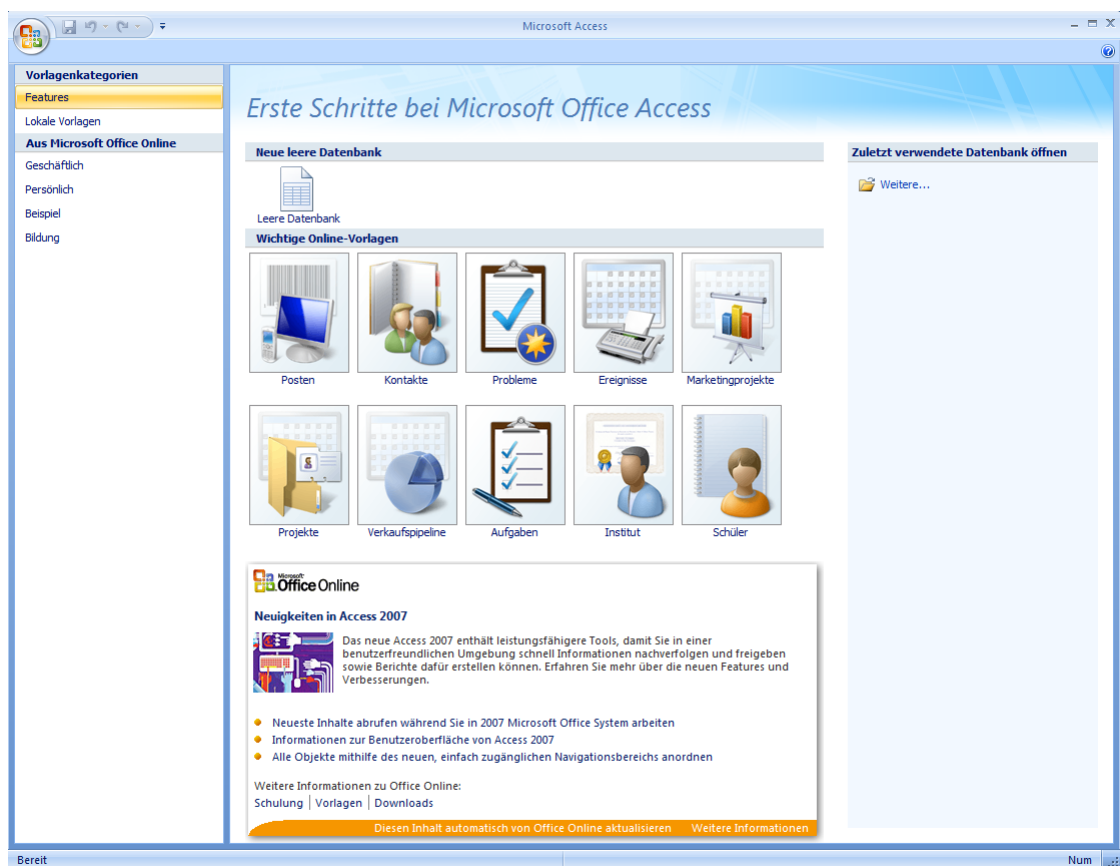 Microsoft Access
Vorlagenkategorien
Features
Lokale Vorlagen
Aus Microsoft Office Online
Geschäftlich
Persönlich
Beispiel
Bildung
Erste Schritte bei Microsoft Office Access
Neue leere Datenbank
Leere Datenbank
Wichtige Online-Vorlagen
Posten
Kontakte
Probleme
Ereignisse
Marketingprojekte
Projekte
Verkaufspipeline
Aufgaben
Institut
Schüler
Microsoft
Office Online
Neuigkeiten in Access 2007
Das neue Access 2007 enthält leistungsfähigere Tools, damit Sie in einer
benutzerfreundlichen Umgebung schnell Informationen nachverfolgen und freigeben
sowie Berichte dafür erstellen können. Erfahren Sie mehr über die neuen Features und
Verbesserungen.
Neueste Inhalte abrufen während Sie in 2007 Microsoft Office System arbeiten
Informationen zur Benutzeroberfläche von Access 2007
Alle Objekte mithilfe des neuen, einfach zugänglichen Navigationsbereichs anordnen
Weitere Informationen zu Office Online:
Schulung | Vorlagen | Downloads
Diesen Inhalt automatisch von Office Online aktualisieren Weitere Informationen
Zuletzt verwendete Datenbank öffnen
Weitere...
Bereit
Num